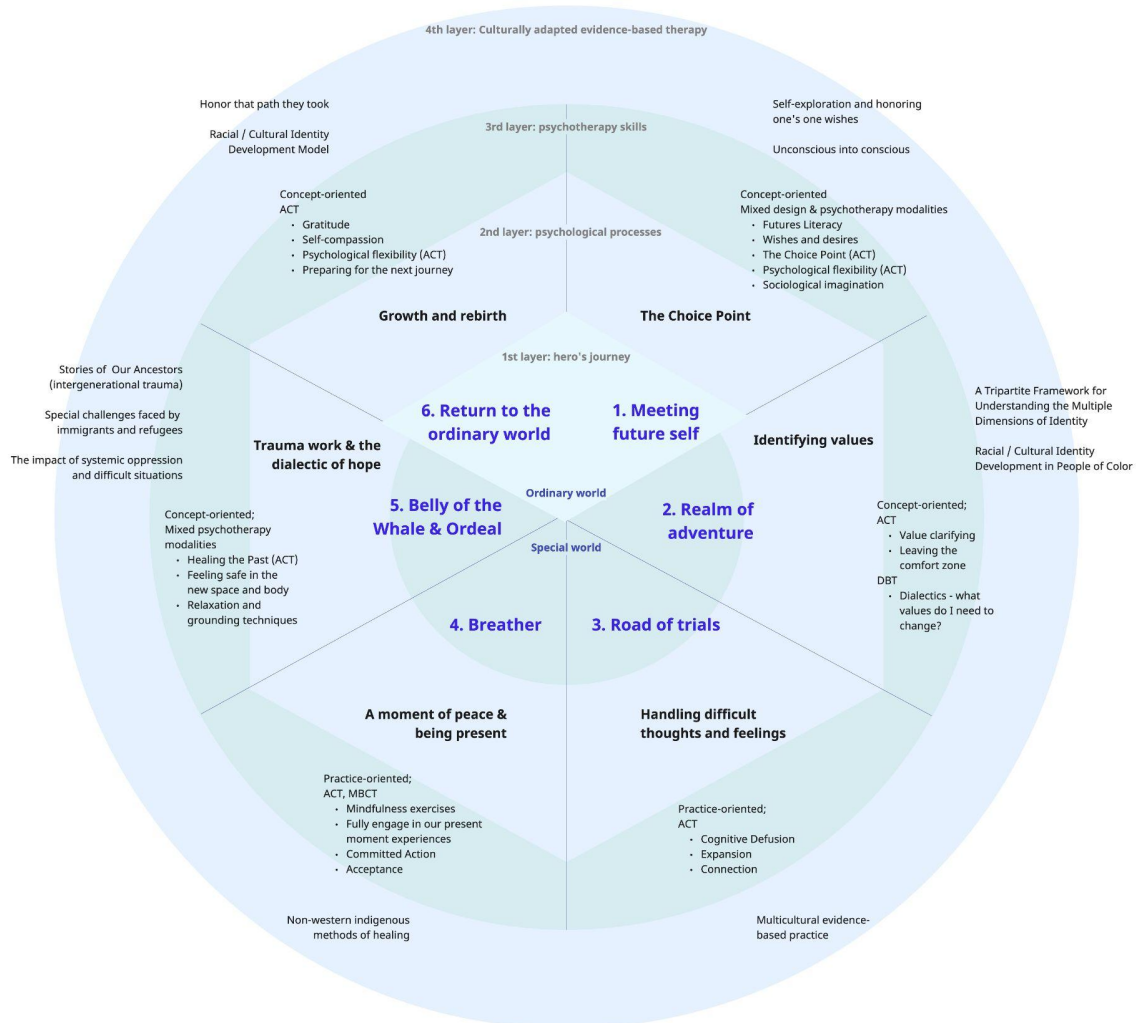 4th layer: Culturally adapted evidence-based therapy
Honor that path they took
Racial / Cultural Identity
Development Model
Self-exploration and honoring
one's one wishes
Unconscious into conscious
3rd layer: psychotherapy skills
Concept-oriented
ACT
• Gratitude
• Self-compassion
• Psychological flexibility (ACT)
• Preparing for the next journey
Concept-oriented
Mixed design & psychotherapy modalities
• Futures Literacy
• Wishes and desires
• The Choice Point (ACT)
• Psychological flexibility (ACT)
• Sociological imagination
2nd layer: psychological processes
Growth and rebirth
The Choice Point
1st layer: hero's journey
Stories of Our Ancestors
(intergenerational trauma)
Special challenges faced by
immigrants and refugees
The impact of systemic oppression
and difficult situations
Trauma work & the
dialectic of hope
6. Return to the
ordinary world
1. Meeting
future self
Identifying values
A Tripartite Framework for
Understanding the Multiple
Dimensions of Identity
Racial / Cultural Identity
Development in People of Color
Ordinary world
5. Belly of the
Whale & Ordeal
2. Realm of
adventure
Special world
Concept-oriented;
Mixed psychotherapy
modalities
• Healing the Past (ACT)
• Feeling safe in the
new space and body
• Relaxation and
grounding techniques
Concept-oriented;
ACT
• Value clarifying
• Leaving the
comfort zone
DBT
• Dialectics - what
values do I need to
change?
4. Breather
3. Road of trials
A moment of peace &
being present
Handling difficult
thoughts and feelings
Practice-oriented;
ACT, MBCT
• Mindfulness exercises
• Fully engage in our present
moment experiences
• Committed Action
• Acceptance
Practice-oriented;
ACT
• Cognitive Defusion
• Expansion
• Connection
Non-western indigenous
methods of healing
Multicultural evidence-
based practice